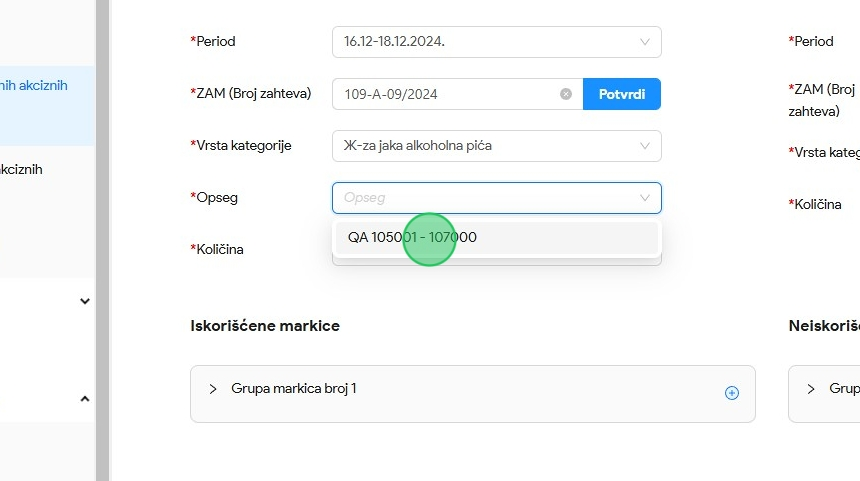 *Period
16.12-18.12.2024.
*Period
nih akciznih
*ZAM (Broj zahteva)
109-A-09/2024
Potvrdi
*ZAM (Broj
zahteva)
*Vrsta kategorije
Ж-za jaka alkoholna pića
*Vrsta kateg
kciznih
*Opseg
Opseg
*Količina
QA 105001 - 107000
*Količina
Iskorišćene markice
Neiskorišć
Grupa markica broj 1
Grup